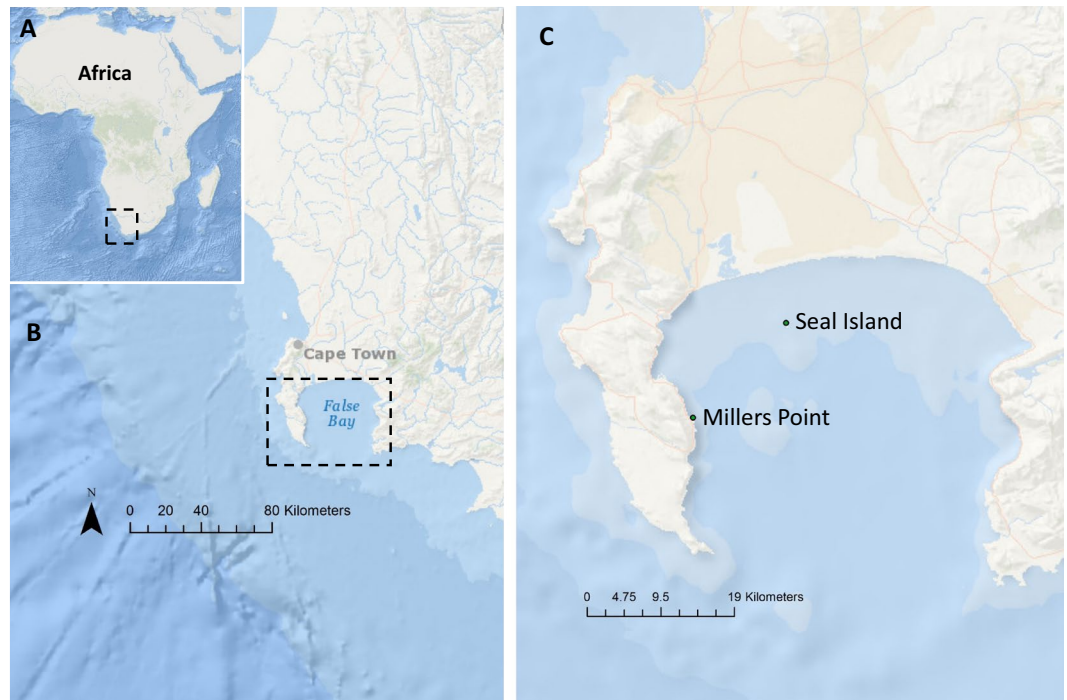 A
Africa
B
Cape Town
False
Bay
N
0 20 40 80 Kilometers
C
Seal Island
Millers Point
0 4.75 9.5 19 Kilometers